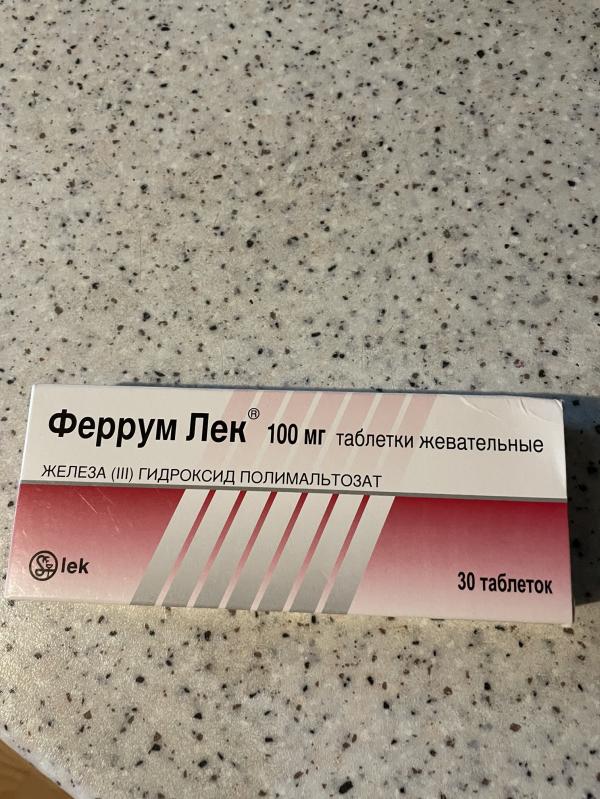 Феррум Лек® 100 мг таблетки жевательные
ЖЕЛЕЗА (III) ГИДРОКСИД ПОЛИМАЛЬТОЗАТ
lek
30 таблеток